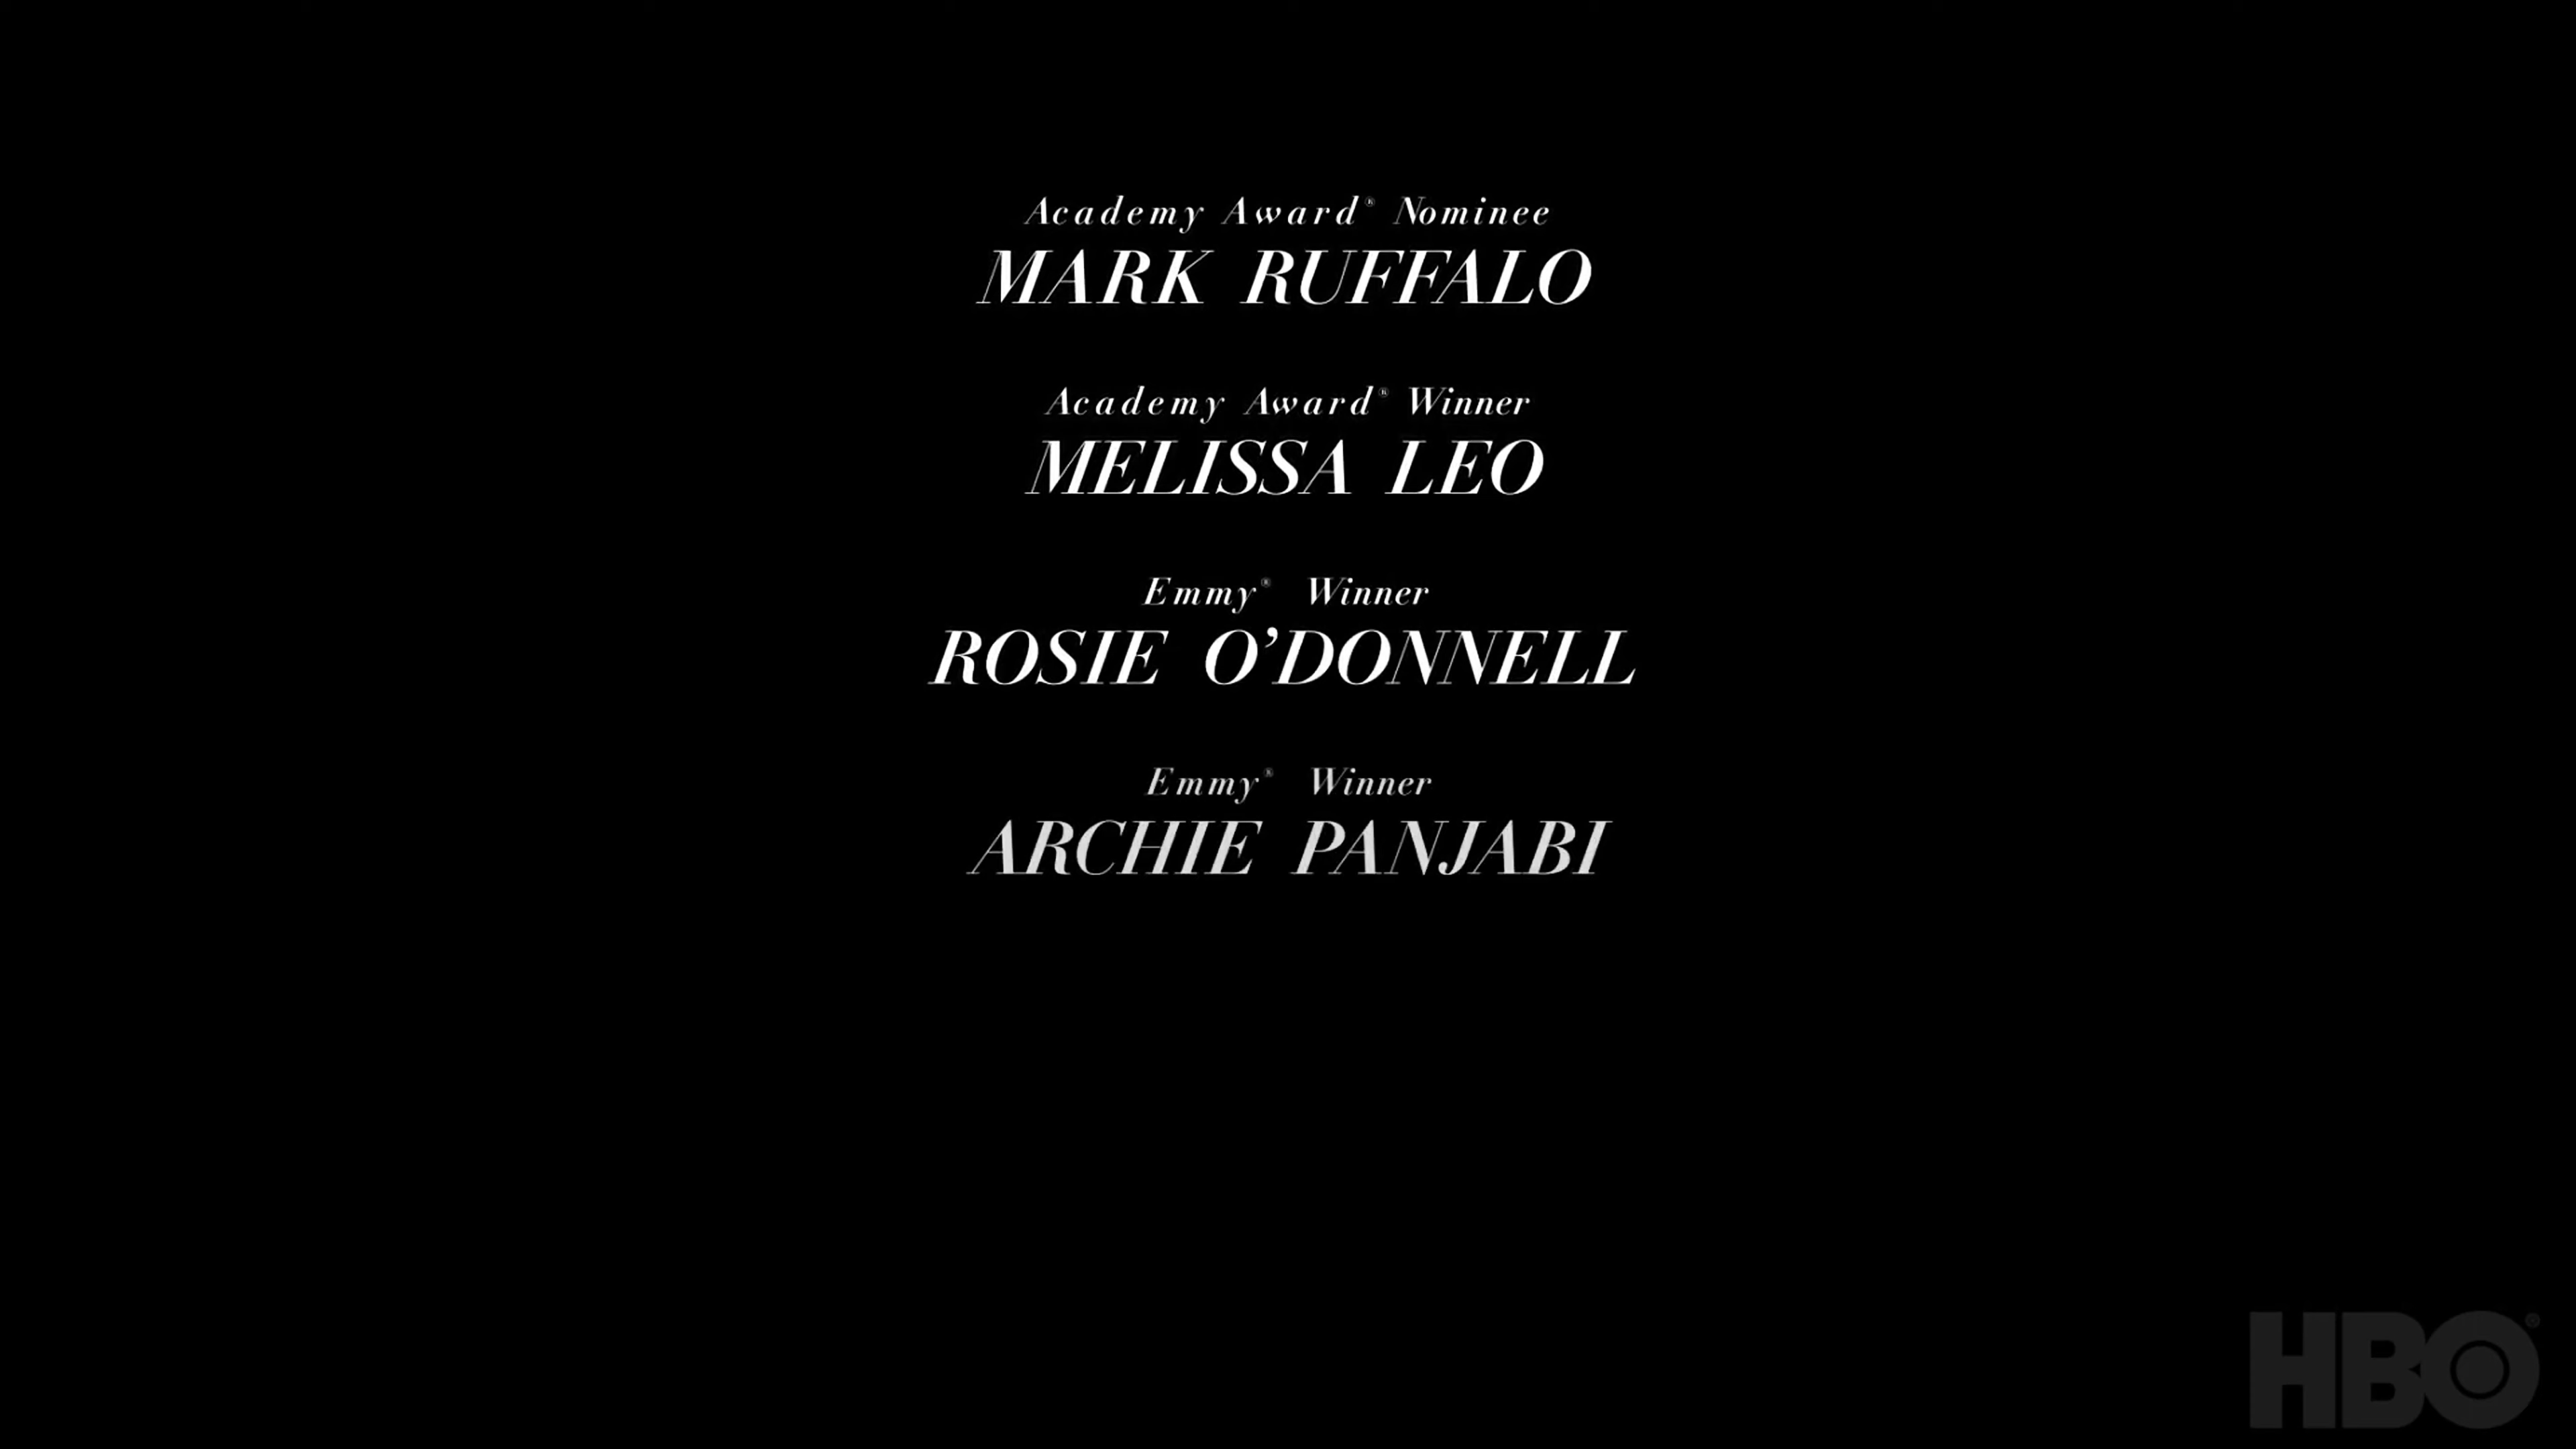 Academy Award® Nominee
MARK RUFFALO
Academy Award® Winner
MELISSA LEO
Emmy® Winner
ROSIE O’DONNELL
Emmy® Winner
ARCHIE PANJABI
HBO®